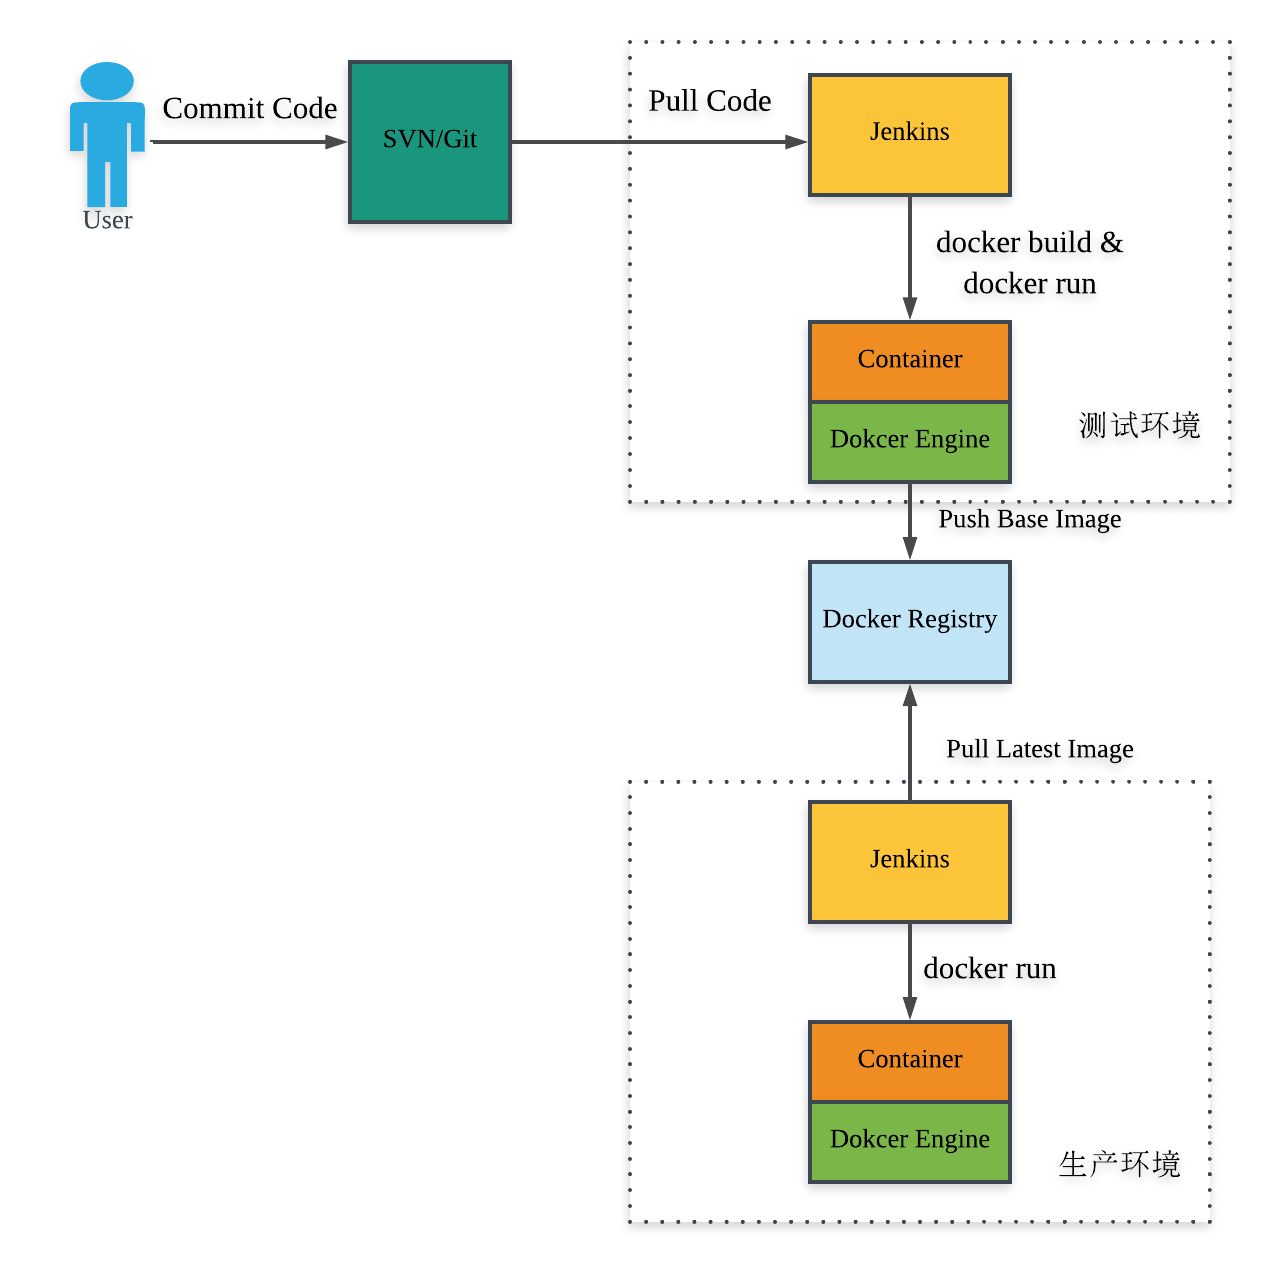 Commit Code
SVN/Git
User
Pull Code
Jenkins
docker build &
docker run
Container
Dokcer Engine
测试环境
Push Base Image
Docker Registry
Pull Latest Image
Jenkins
docker run
Container
Dokcer Engine
生产环境